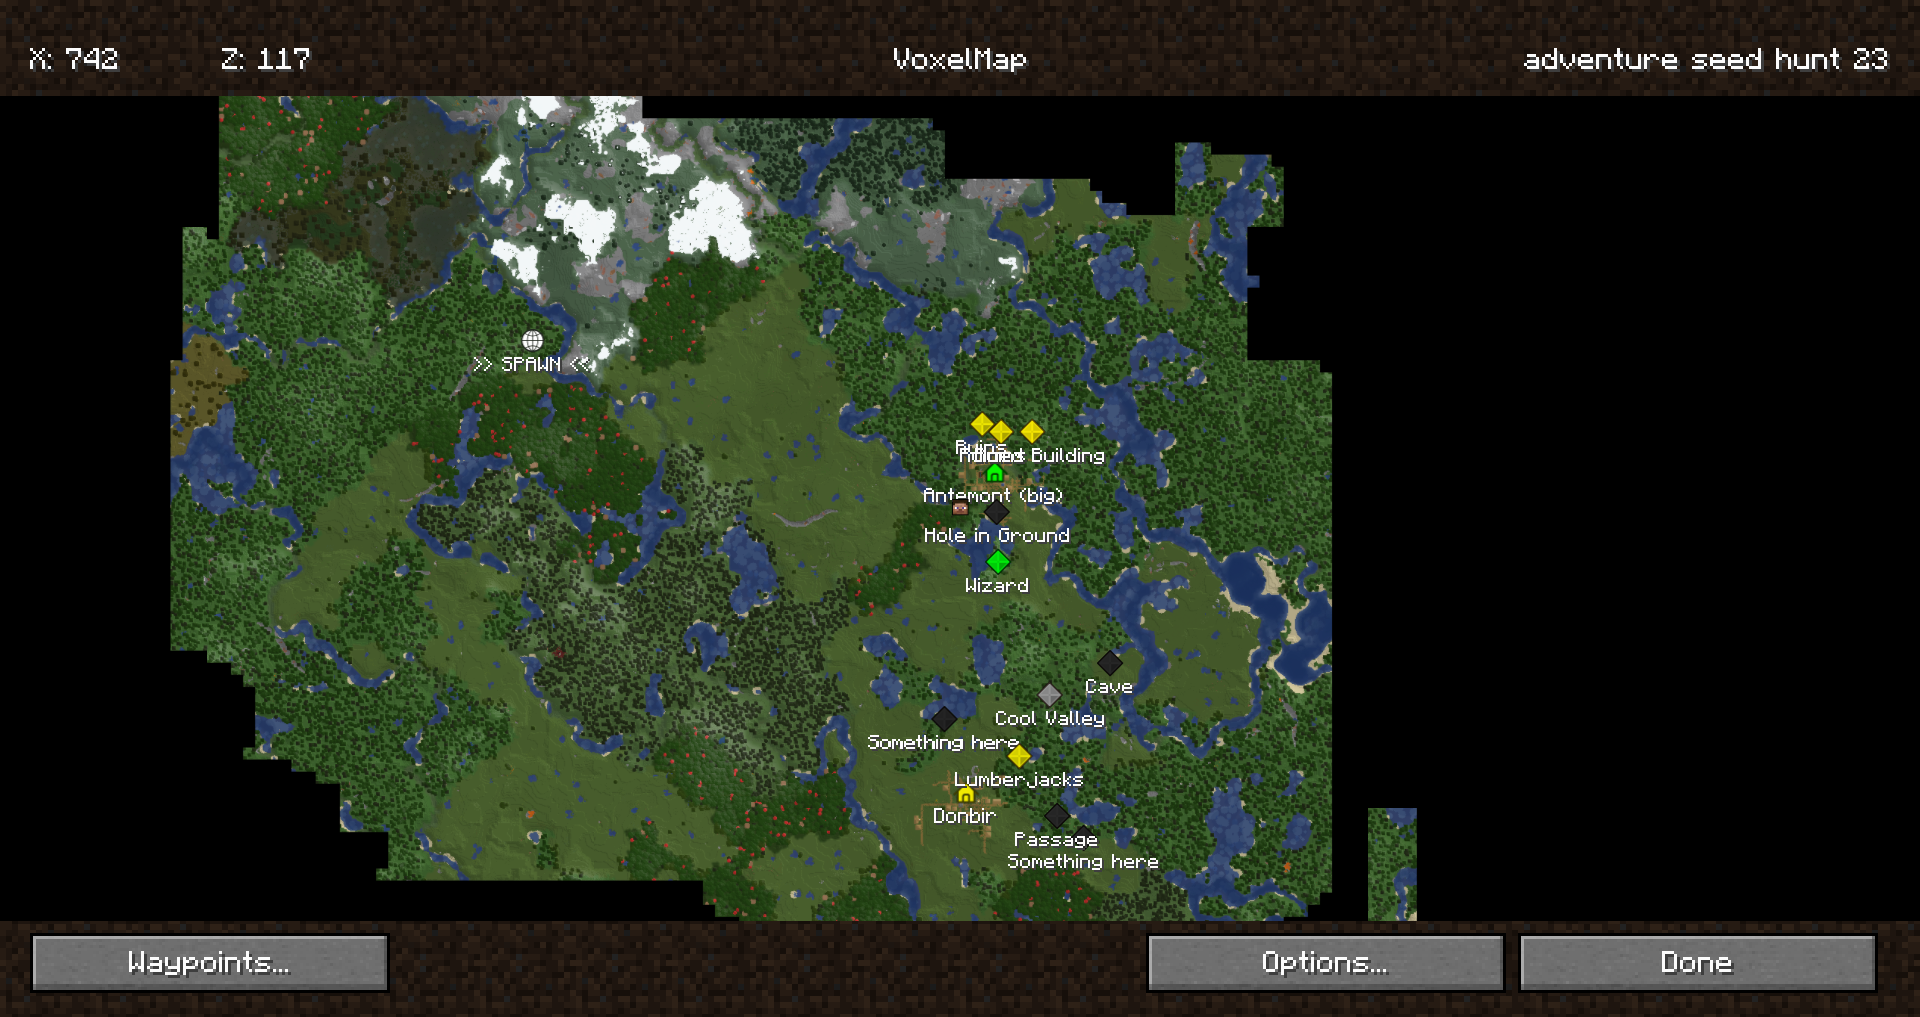 X: 742
Z: 117
VoxelMap
adventure seed hunt 23
>> SPAWN <<
Ruins
Building
Antemont (big)
Hole in Ground
Wizard
Cave
Cool Valley
Something here
Lumberjacks
Donbir
Passage
Something here
Waypoints...
Options...
Done